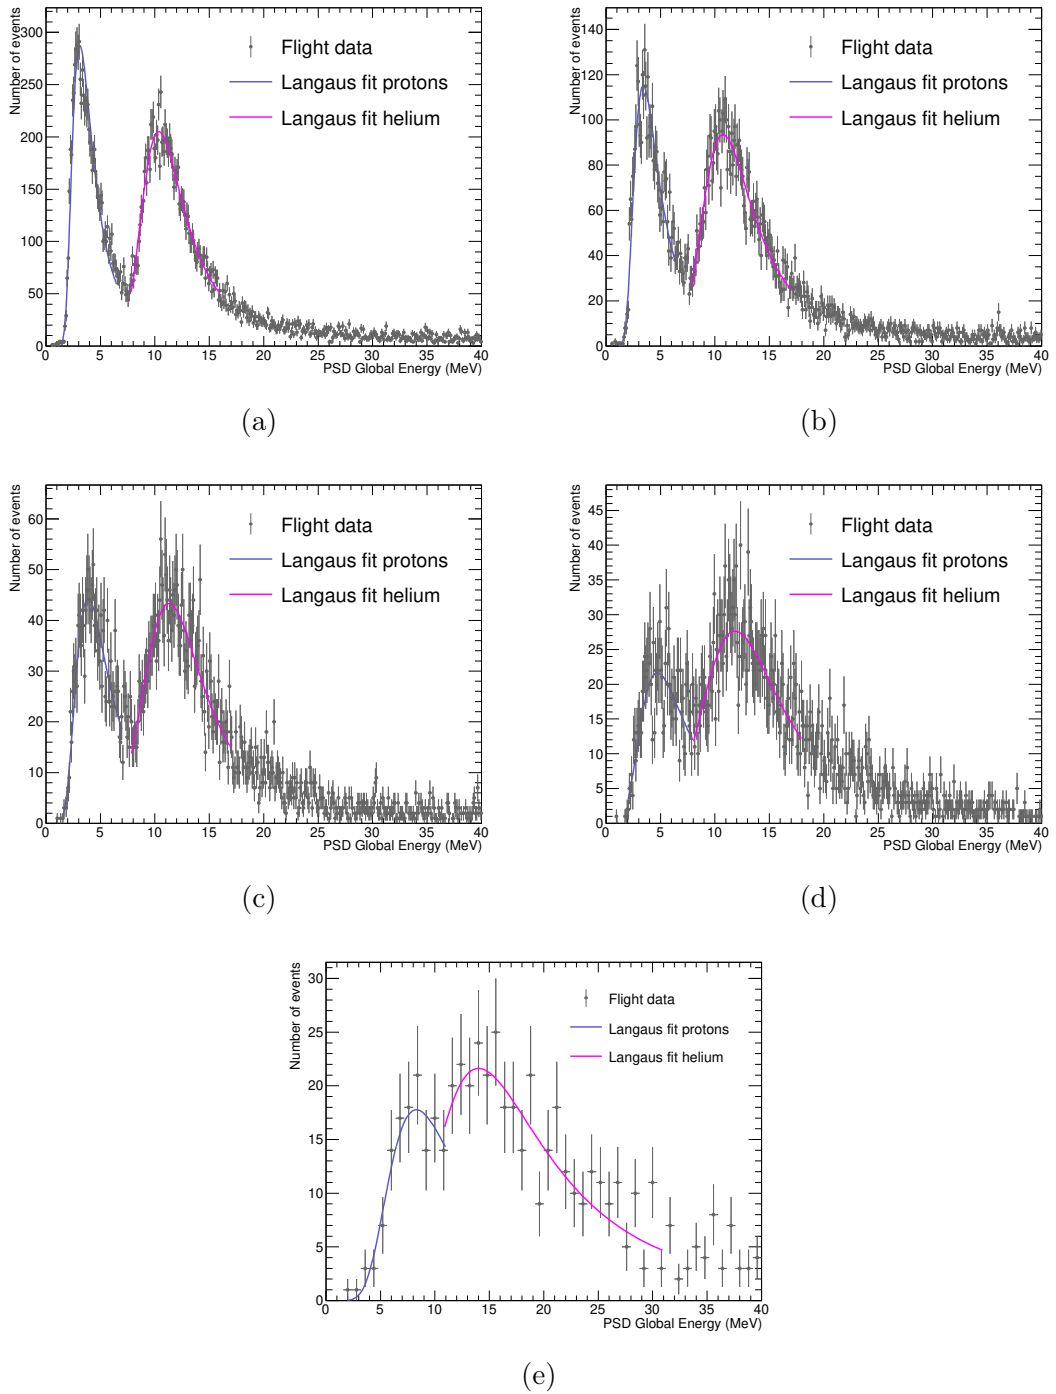 Number of events
300
250
200
150
100
50
0
Flight data
Langaus fit protons
Langaus fit helium
0 5 10 15 20 25 30 35 40
PSD Global Energy (MeV)
(a)
Number of events
140
120
100
80
60
40
20
0
Flight data
Langaus fit protons
Langaus fit helium
0 5 10 15 20 25 30 35 40
PSD Global Energy (MeV)
(b)
Number of events
60
50
40
30
20
10
0
Flight data
Langaus fit protons
Langaus fit helium
0 5 10 15 20 25 30 35 40
PSD Global Energy (MeV)
(c)
Number of events
45
40
35
30
25
20
15
10
5
0
Flight data
Langaus fit protons
Langaus fit helium
0 5 10 15 20 25 30 35 40
PSD Global Energy (MeV)
(d)
Number of events
30
25
20
15
10
5
0
Flight data
Langaus fit protons
Langaus fit helium
0 5 10 15 20 25 30 35 40
PSD Global Energy (MeV)
(e)